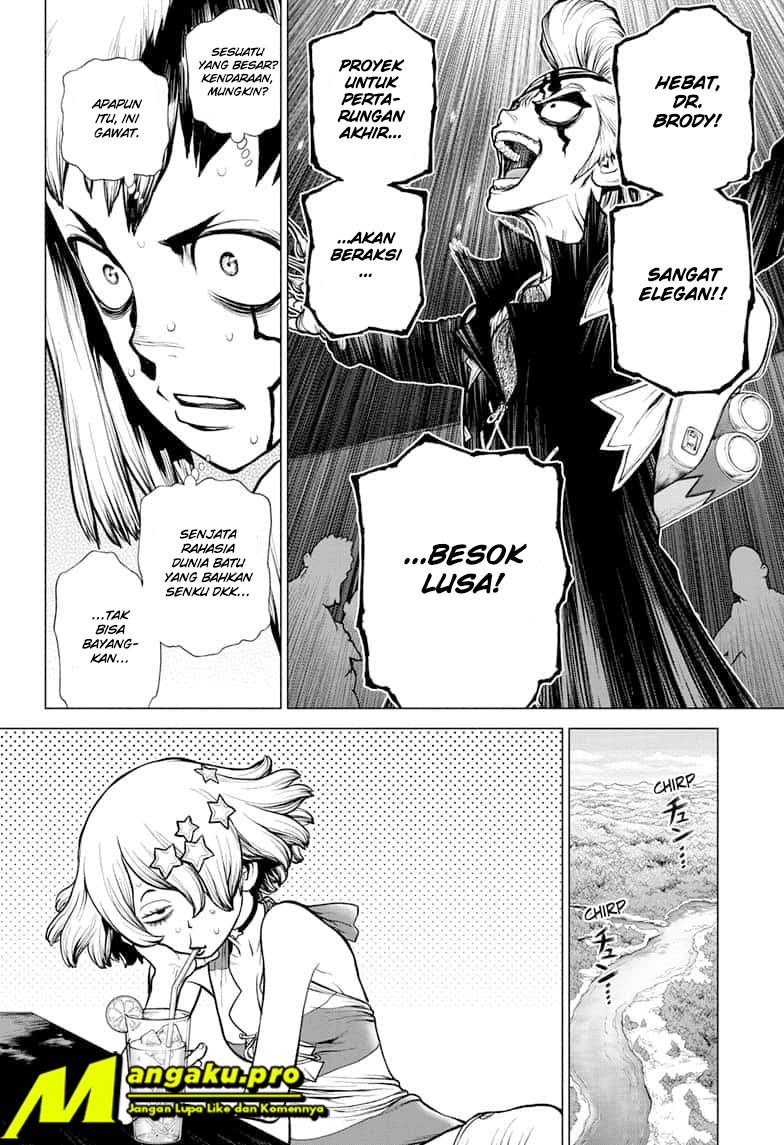 HEBAT,
DR.
BRODY!
SANGAT
ELEGAN!!
PROYEK
UNTUK
PERTA-
RUNGAN
AKHIR...
...AKAN
BERAKSI
...
...BESOK
LUSA!
SESUATU
YANG BESAR?
KENDARAAN,
MUNGKIN?
APAPUN
ITU, INI
GAWAT.
SENJATA
RAHASIA
DUNIA BATU
YANG BAHKAN
SENKU DKK...
...TAK
BISA
BAYANG-
KAN...
CHIRP
チュン…
CHIRP
チュン…
Mangaku.pro
Jangan Lupa Like dan Komennya